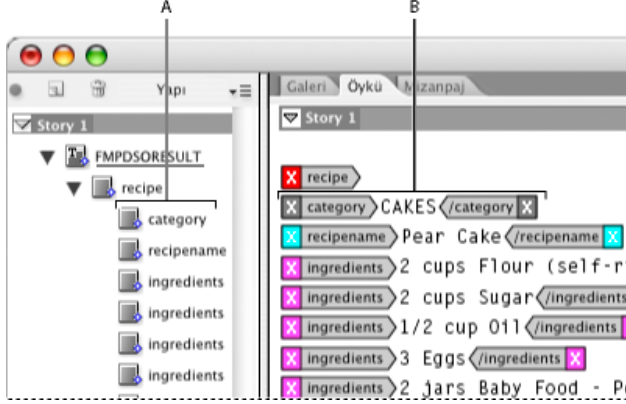 A B
Yapı Galeri Öykü Mizanpaj
Story 1 Story 1
FMPDSORESULT
recipe
recipe
category
category CAKES /category
recipename
recipename Pear Cake /recipename
ingredients
ingredients 2 cups Flour (self-r
ingredients
ingredients 2 cups Sugar /ingredients
ingredients
ingredients 1/2 cup Oil /ingredients
ingredients
ingredients 3 Eggs /ingredients
ingredients 2 jars Baby Food - P